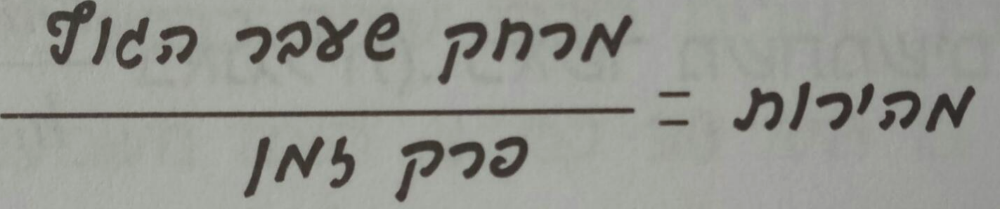 מרחק שעבר הגוף
מהירות =
פרק זמן